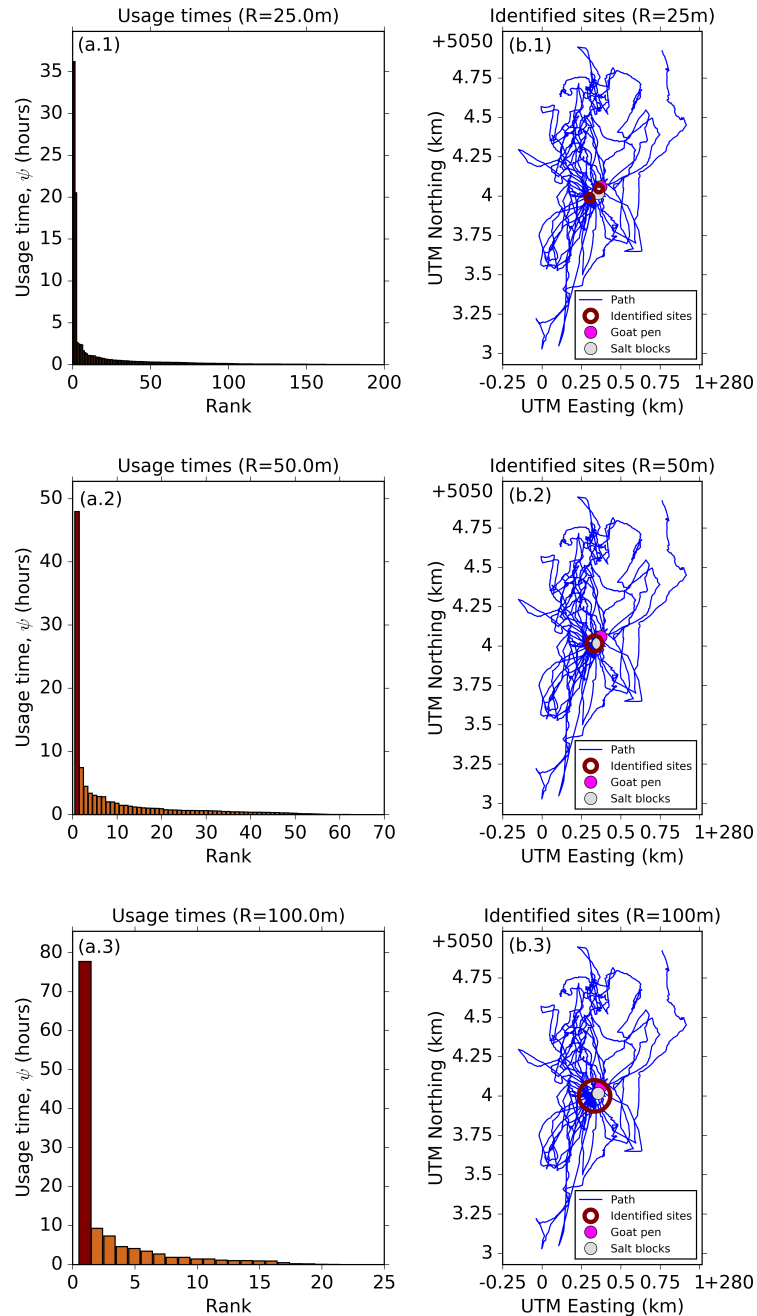 Usage times (R=25.0m)
(a.1)
Usage time, ψ (hours)
35
30
25
20
15
10
5
0
0 50 100 150 200
Rank
Identified sites (R=25m)
+5050
(b.1)
UTM Northing (km)
4.75
4.5
4.25
4
3.75
3.5
3.25
3
Path
Identified sites
Goat pen
Salt blocks
-0.25 0 0.25 0.5 0.75 1+280
UTM Easting (km)
Usage times (R=50.0m)
(a.2)
Usage time, ψ (hours)
50
40
30
20
10
0
0 10 20 30 40 50 60 70
Rank
Identified sites (R=50m)
+5050
(b.2)
UTM Northing (km)
4.75
4.5
4.25
4
3.75
3.5
3.25
3
Path
Identified sites
Goat pen
Salt blocks
-0.25 0 0.25 0.5 0.75 1+280
UTM Easting (km)
Usage times (R=100.0m)
(a.3)
Usage time, ψ (hours)
80
70
60
50
40
30
20
10
0
0 5 10 15 20 25
Rank
Identified sites (R=100m)
+5050
(b.3)
UTM Northing (km)
4.75
4.5
4.25
4
3.75
3.5
3.25
3
Path
Identified sites
Goat pen
Salt blocks
-0.25 0 0.25 0.5 0.75 1+280
UTM Easting (km)